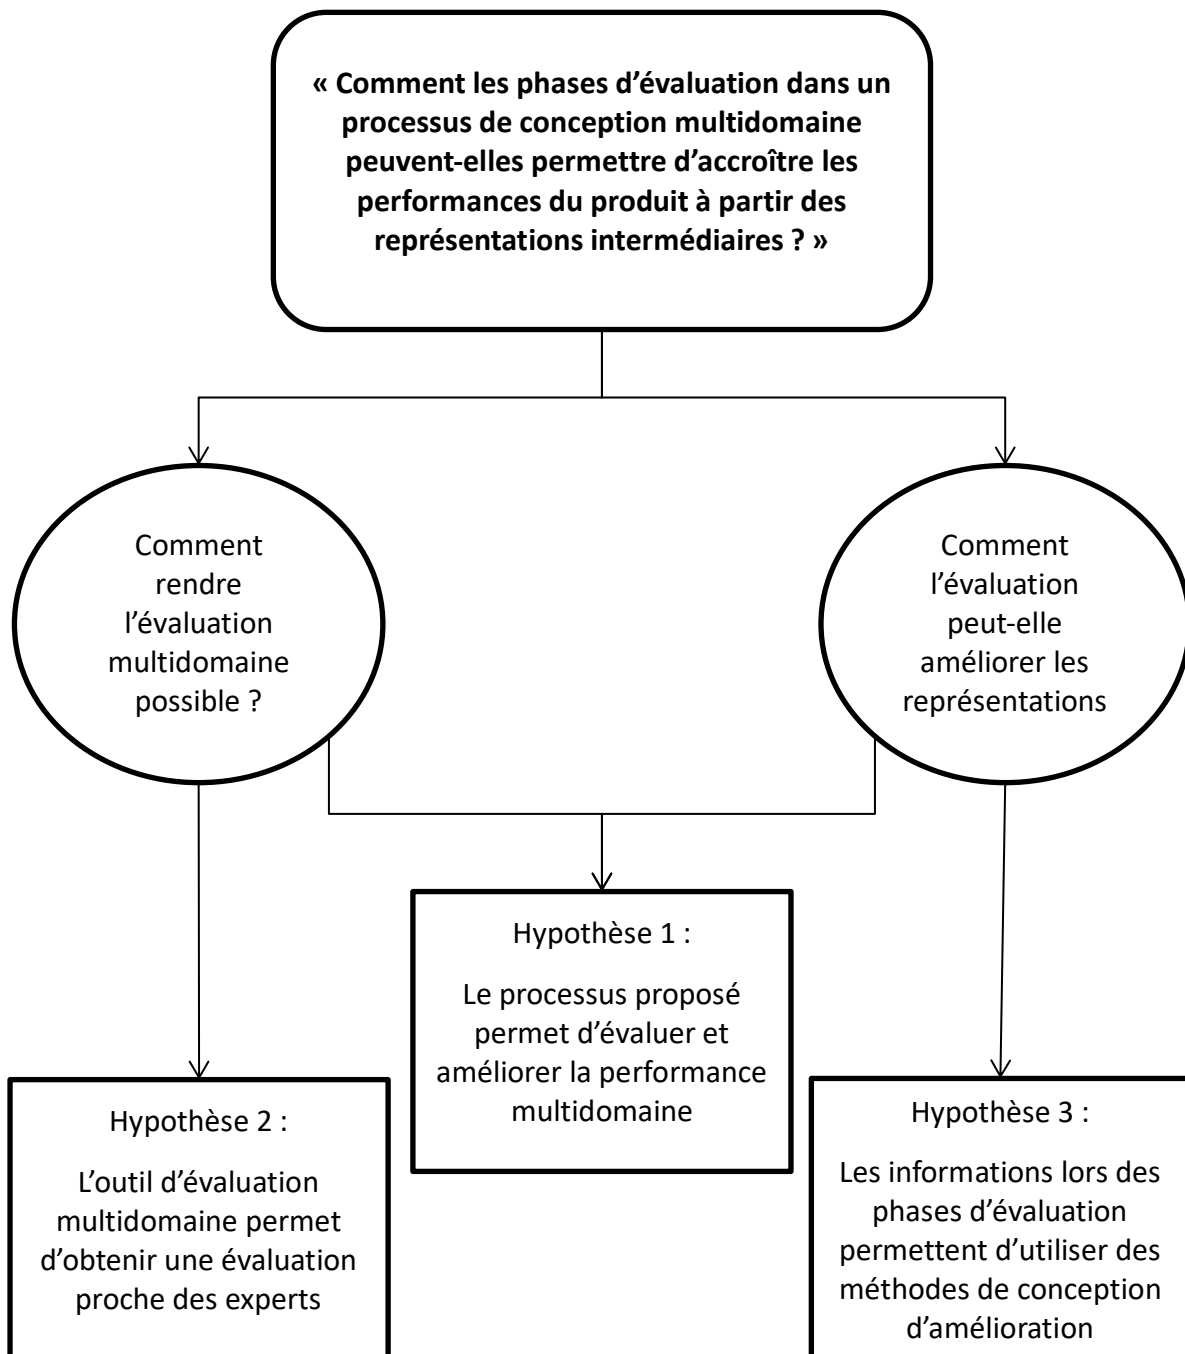 « Comment les phases d’évaluation dans un
processus de conception multidomaine
peuvent-elles permettre d’accroître les
performances du produit à partir des
représentations intermédiaires ? »
Comment
rendre
l’évaluation
multidomaine
possible ?
Comment
l’évaluation
peut-elle
améliorer les
représentations
Hypothèse 1 :
Le processus proposé
permet d’évaluer et
améliorer la performance
multidomaine
Hypothèse 2 :
L’outil d’évaluation
multidomaine permet
d’obtenir une évaluation
proche des experts
Hypothèse 3 :
Les informations lors des
phases d’évaluation
permettent d’utiliser des
méthodes de conception
d’amélioration